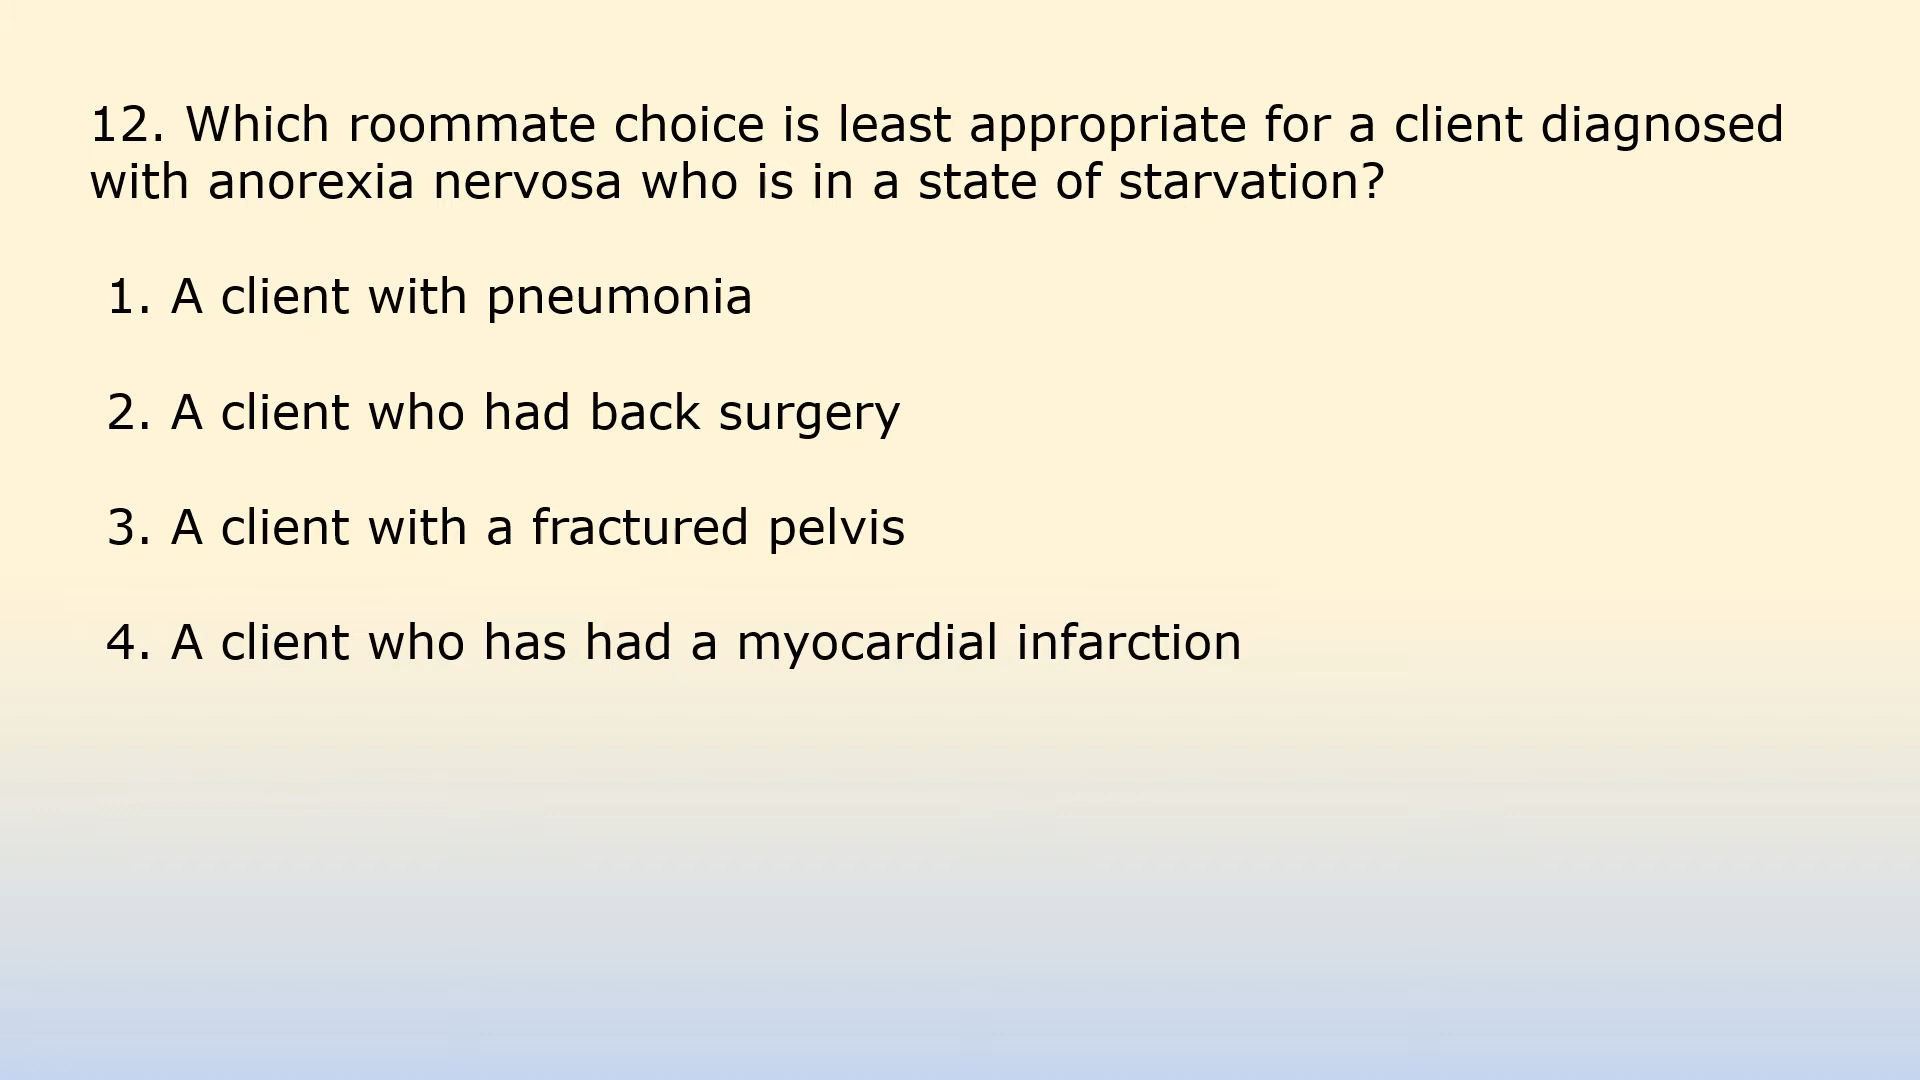 12. Which roommate choice is least appropriate for a client diagnosed
with anorexia nervosa who is in a state of starvation?
1. A client with pneumonia
2. A client who had back surgery
3. A client with a fractured pelvis
4. A client who has had a myocardial infarction